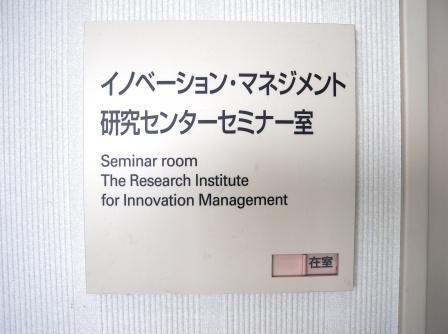 イノベーション・マネジメント
研究センターセミナー室
Seminar room
The Research Institute
for Innovation Management
在室